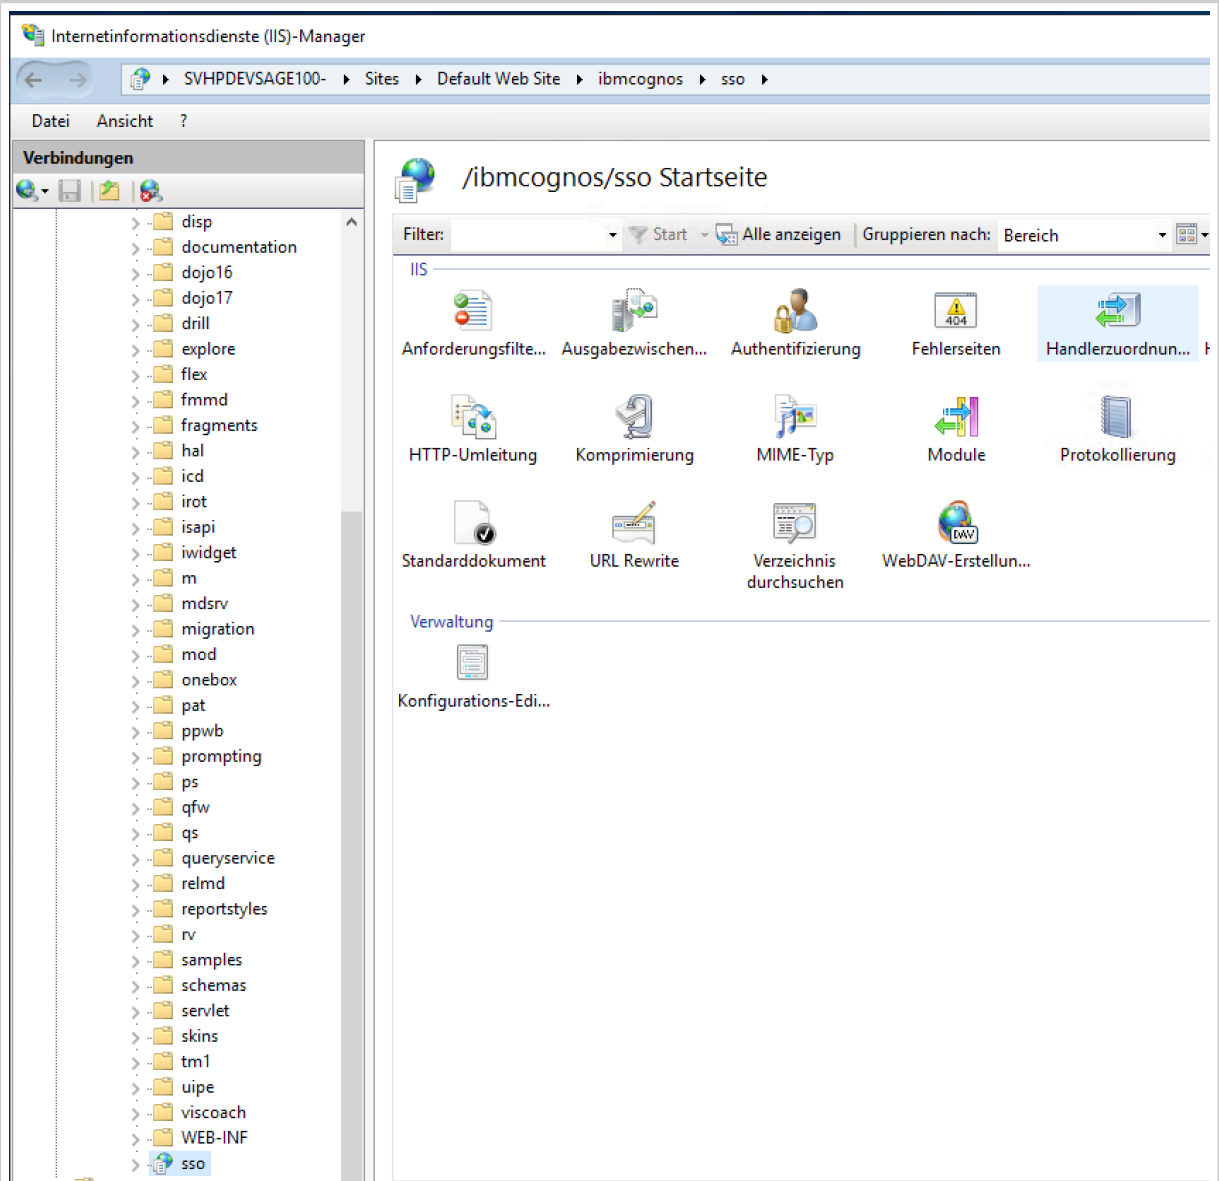 Internetinformationsdienste (IIS)-Manager
SVHPDEVSAGE100- Sites Default Web Site ibmcognos sso
Datei Ansicht ?
Verbindungen
disp
documentation
dojo16
dojo17
drill
explore
flex
fmmd
fragments
hal
icd
irot
isapi
iwidget
m
mdsrv
migration
mod
onebox
pat
ppwb
prompting
ps
qfw
qs
queryservice
relmd
reportstyles
rv
samples
schemas
servlet
skins
tm1
uipe
viscoach
WEB-INF
sso
/ibmcognos/sso Startseite
Filter: Start Alle anzeigen Gruppieren nach: Bereich
IIS
404
Anforderungsfilte... Ausgabezwischen... Authentifizierung Fehlerseiten Handlerzuordnun...
HTTP-Umleitung Komprimierung MIME-Typ Module Protokollierung
DAV
Standarddokument URL Rewrite Verzeichnis durchsuchen WebDAV-Erstellun...
Verwaltung
Konfigurations-Edi...